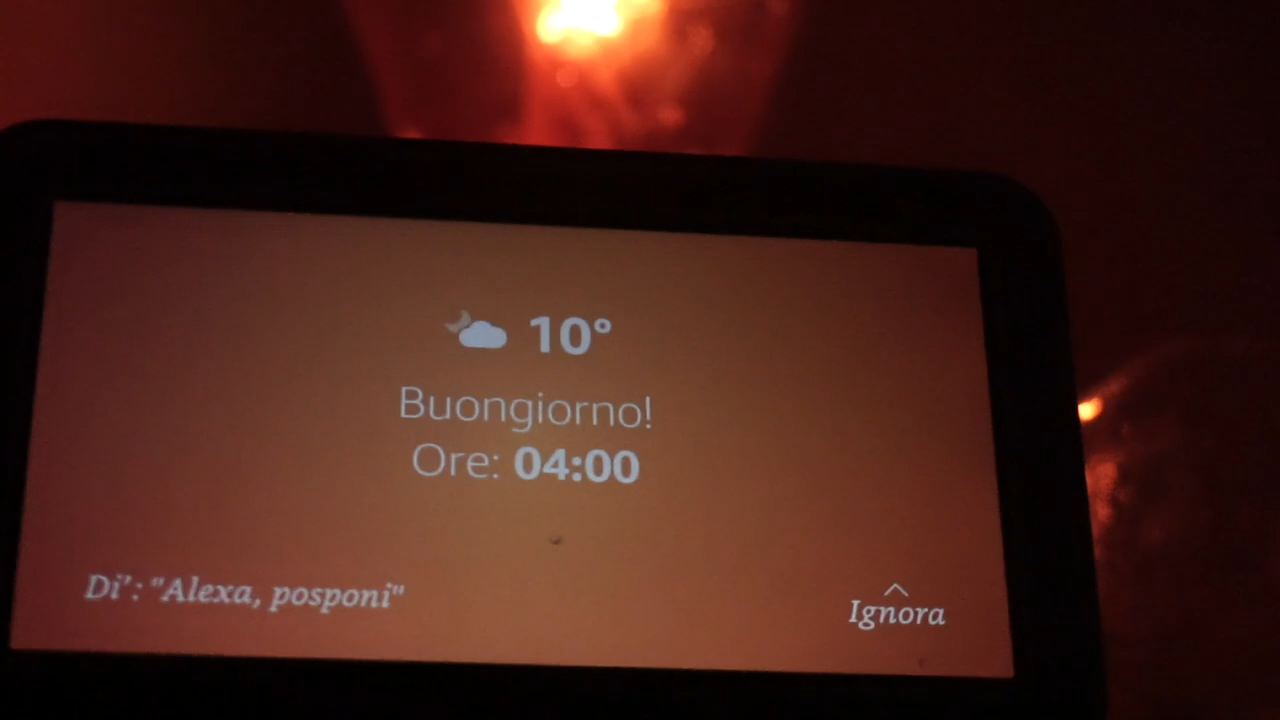 10°
Buongiorno!
Ore: 04:00
Di': "Alexa, posponi"
Ignora